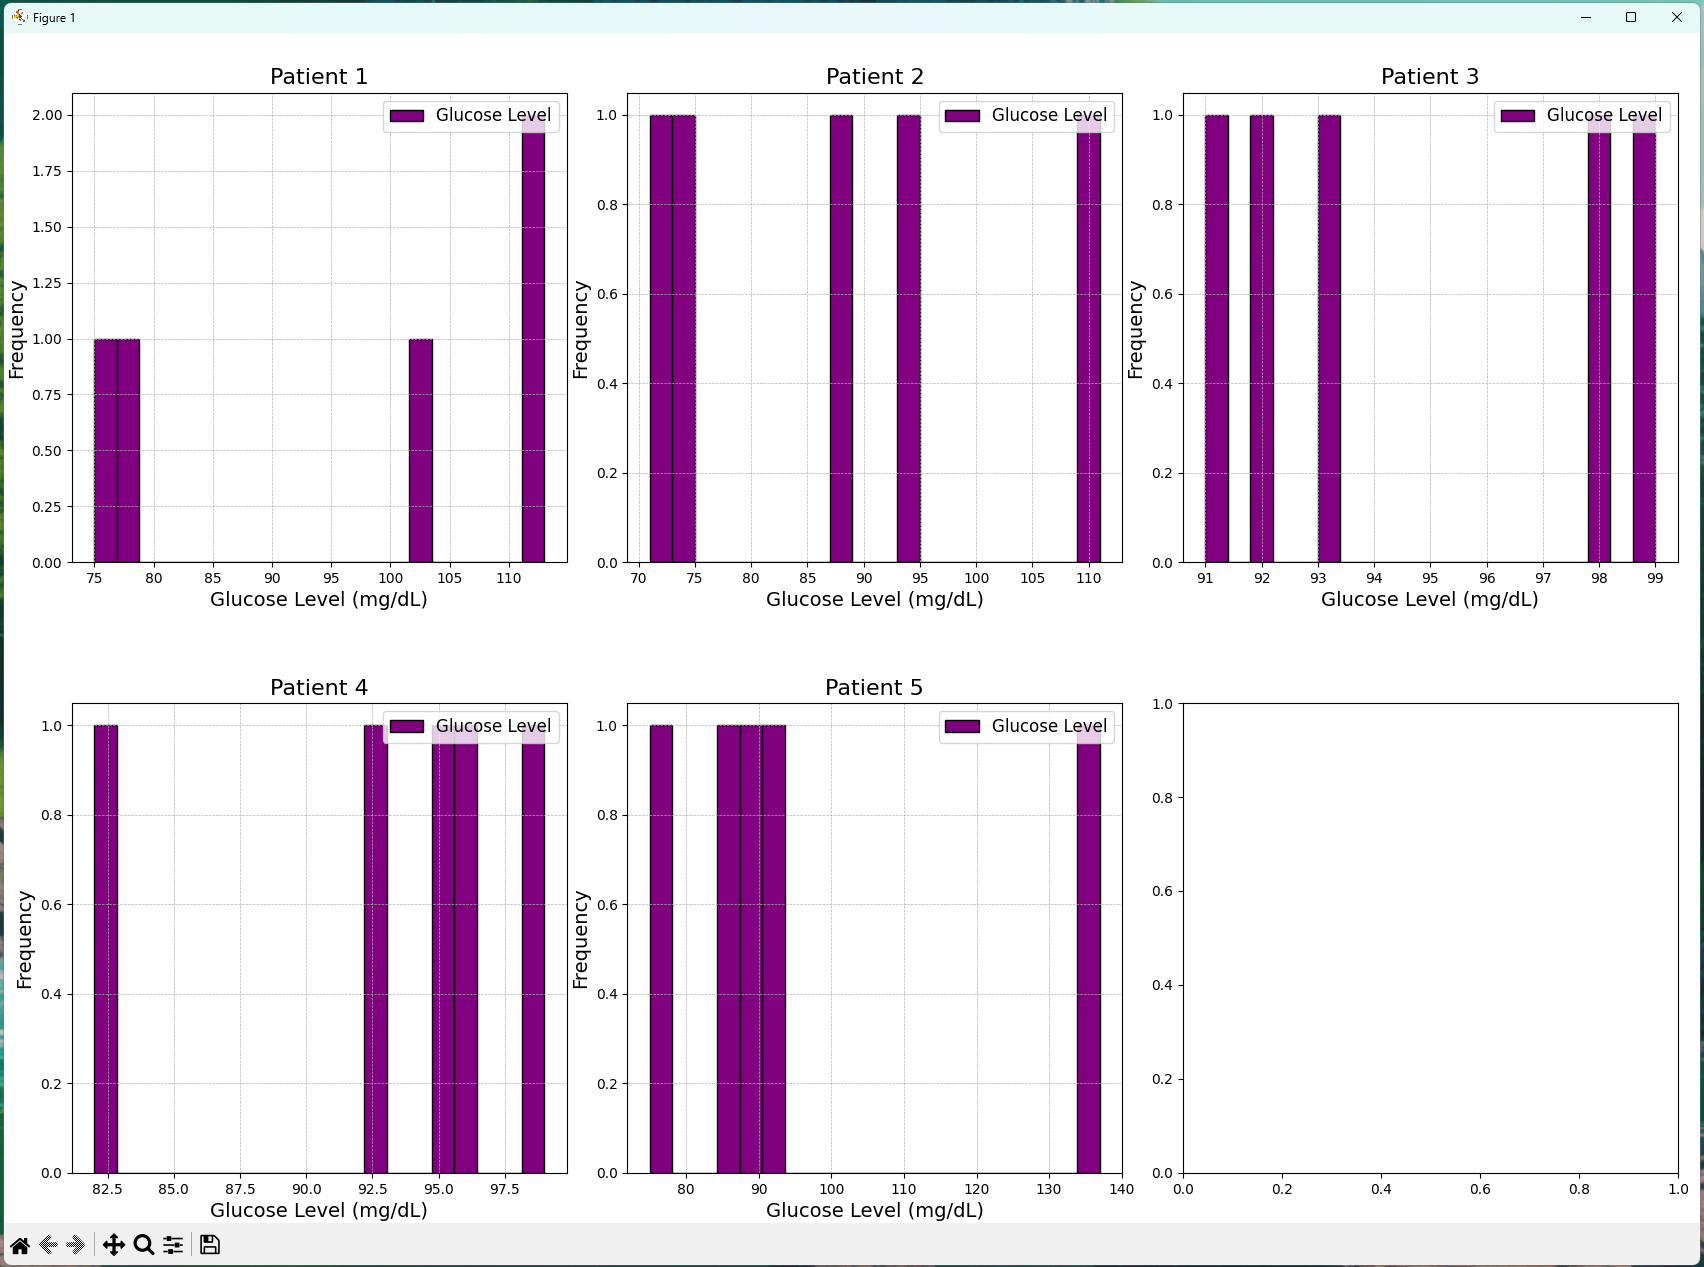 Figure 1
Patient 1
Glucose Level
2.00
1.75
1.50
1.25
1.00
0.75
0.50
0.25
0.00
Frequency
75 80 85 90 95 100 105 110
Glucose Level (mg/dL)
Patient 2
Glucose Level
1.0
0.8
0.6
0.4
0.2
0.0
Frequency
70 75 80 85 90 95 100 105 110
Glucose Level (mg/dL)
Patient 3
Glucose Level
1.0
0.8
0.6
0.4
0.2
0.0
Frequency
91 92 93 94 95 96 97 98 99
Glucose Level (mg/dL)
Patient 4
Glucose Level
1.0
0.8
0.6
0.4
0.2
0.0
Frequency
82.5 85.0 87.5 90.0 92.5 95.0 97.5
Glucose Level (mg/dL)
Patient 5
Glucose Level
1.0
0.8
0.6
0.4
0.2
0.0
Frequency
80 90 100 110 120 130 140
Glucose Level (mg/dL)
1.0
0.8
0.6
0.4
0.2
0.0
0.0 0.2 0.4 0.6 0.8 1.0